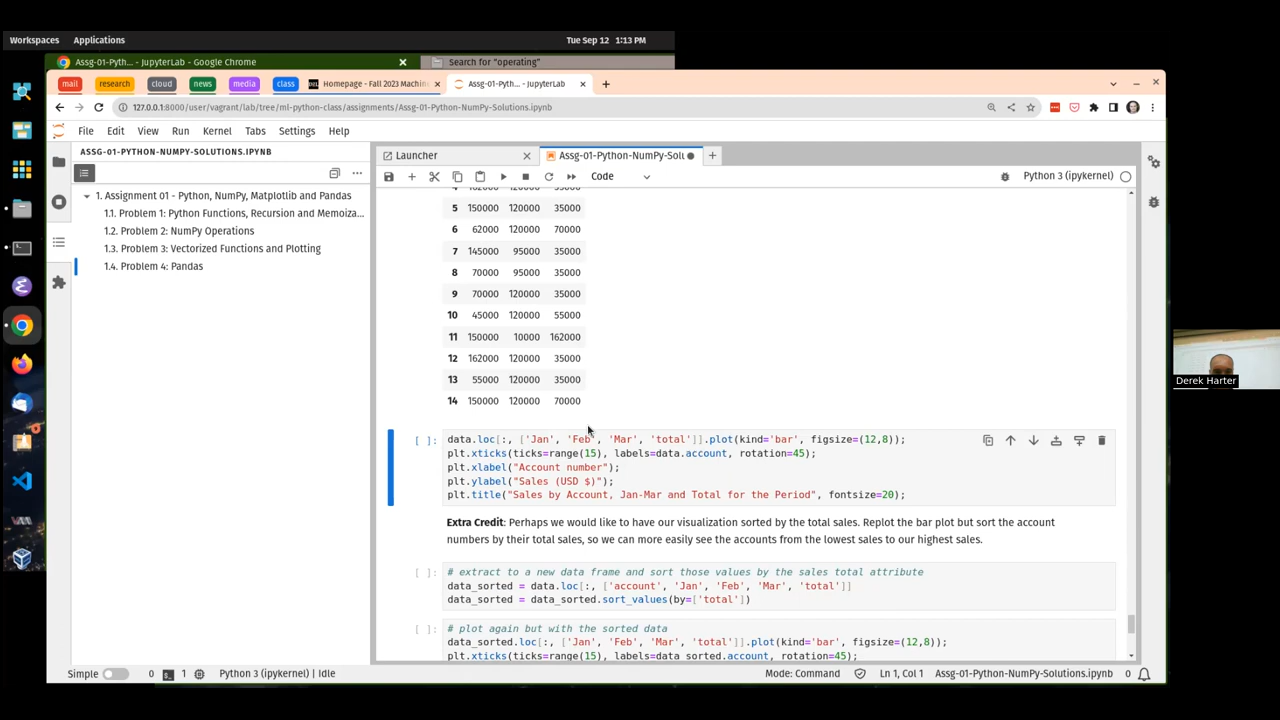 Workspaces Applications Tue Sep 12 1:13 PM
Assg-01-Pyth... - JupyterLab - Google Chrome Search for "operating"
mail research cloud news media class Homepage - Fall 2023 Machin Assg-01-Pyth... - JupyterLab
127.0.0.1:8000/user/vagrant/lab/tree/ml-python-class/assignments/Assg-01-Python-NumPy-Solutions.ipynb
File Edit View Run Kernel Tabs Settings Help
ASSG-01-PYTHON-NUMPY-SOLUTIONS.IPYNB
Launcher Assg-01-Python-NumPy-Solu
Code Python 3 (ipykernel)
1. Assignment 01 - Python, NumPy, Matplotlib and Pandas
1.1. Problem 1: Python Functions, Recursion and Memoiza...
1.2. Problem 2: NumPy Operations
1.3. Problem 3: Vectorized Functions and Plotting
1.4. Problem 4: Pandas
4 162000 120000 35000
5 150000 120000 35000
6 62000 120000 70000
7 145000 95000 35000
8 70000 95000 35000
9 70000 120000 35000
10 45000 120000 55000
11 150000 10000 162000
12 162000 120000 35000
13 55000 120000 35000
14 150000 120000 70000
[ ]: data.loc[:, ['Jan', 'Feb', 'Mar', 'total']].plot(kind='bar', figsize=(12,8));
plt.xticks(ticks=range(15), labels=data.account, rotation=45);
plt.xlabel("Account number");
plt.ylabel("Sales (USD $)");
plt.title("Sales by Account, Jan-Mar and Total for the Period", fontsize=20);
Extra Credit: Perhaps we would like to have our visualization sorted by the total sales. Replot the bar plot but sort the account
numbers by their total sales, so we can more easily see the accounts from the lowest sales to our highest sales.
[ ]: # extract to a new data frame and sort those values by the sales total attribute
data_sorted = data.loc[:, ['account', 'Jan', 'Feb', 'Mar', 'total']]
data_sorted = data_sorted.sort_values(by=['total'])
[ ]: # plot again but with the sorted data
data_sorted.loc[:, ['Jan', 'Feb', 'Mar', 'total']].plot(kind='bar', figsize=(12,8));
plt.xticks(ticks=range(15), labels=data_sorted.account, rotation=45);
Simple 0 1 Python 3 (ipykernel) | Idle Mode: Command Ln 1, Col 1 Assg-01-Python-NumPy-Solutions.ipynb 0
Derek Harter